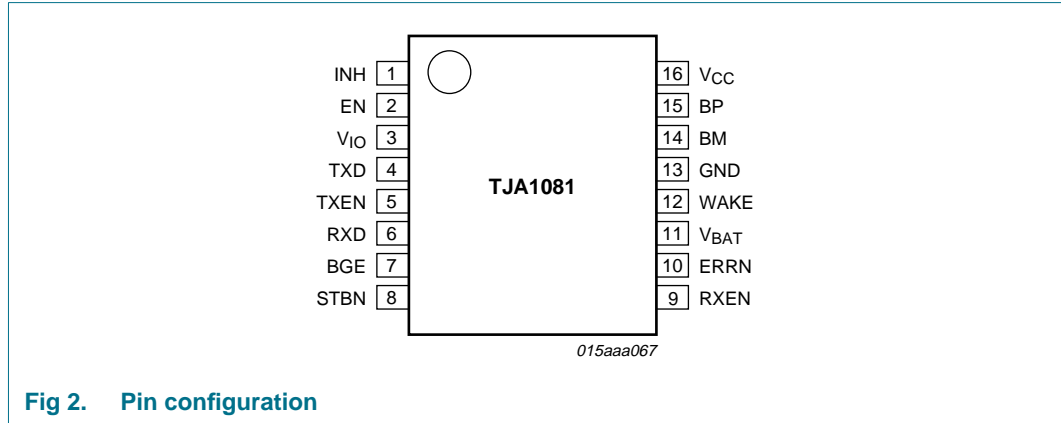 INH 1
EN 2
VIO 3
TXD 4
TXEN 5
RXD 6
BGE 7
STBN 8
TJA1081
16 VCC
15 BP
14 BM
13 GND
12 WAKE
11 VBAT
10 ERRN
9 RXEN
015aaa067
Fig 2. Pin configuration